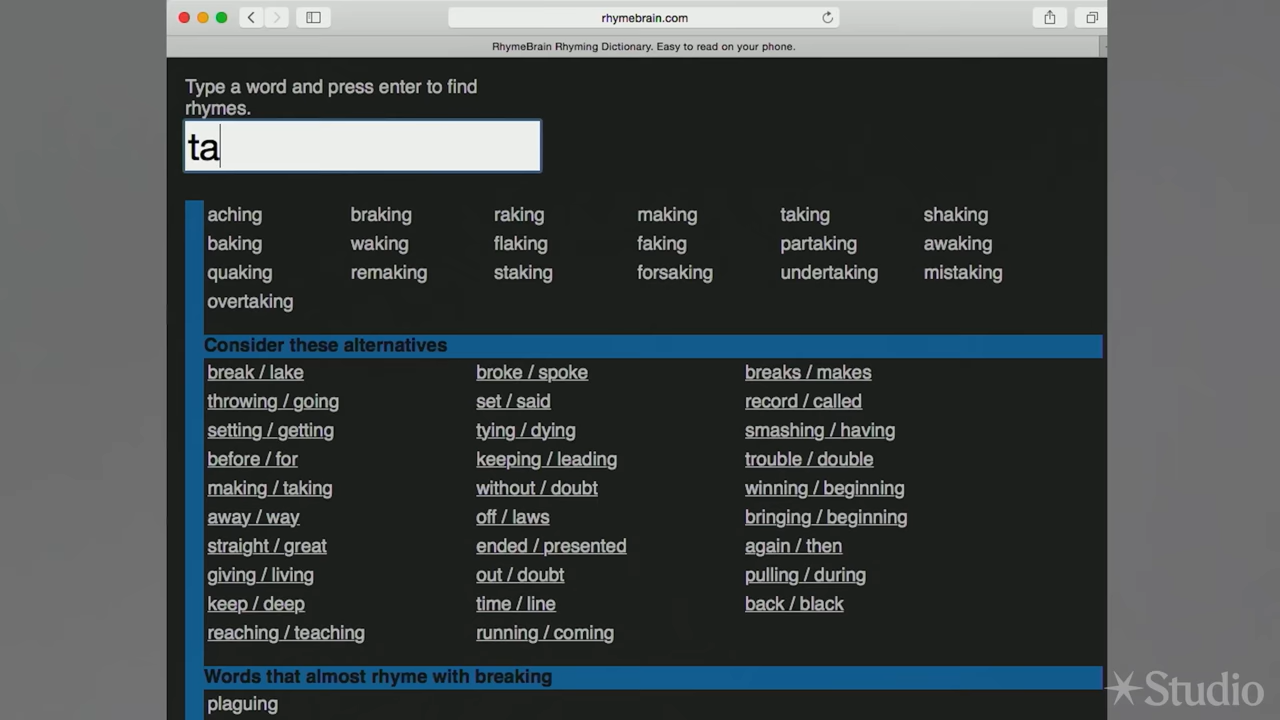 rhymebrain.com
RhymeBrain Rhyming Dictionary. Easy to read on your phone.
Type a word and press enter to find
rhymes.
ta
aching braking raking making taking shaking
baking waking flaking faking partaking awaking
quaking remaking staking forsaking undertaking mistaking
overtaking
Consider these alternatives
break / lake broke / spoke breaks / makes
throwing / going set / said record / called
setting / getting tying / dying smashing / having
before / for keeping / leading trouble / double
making / taking without / doubt winning / beginning
away / way off / laws bringing / beginning
straight / great ended / presented again / then
giving / living out / doubt pulling / during
keep / deep time / line back / black
reaching / teaching running / coming
Words that almost rhyme with breaking
plaguing
Studio